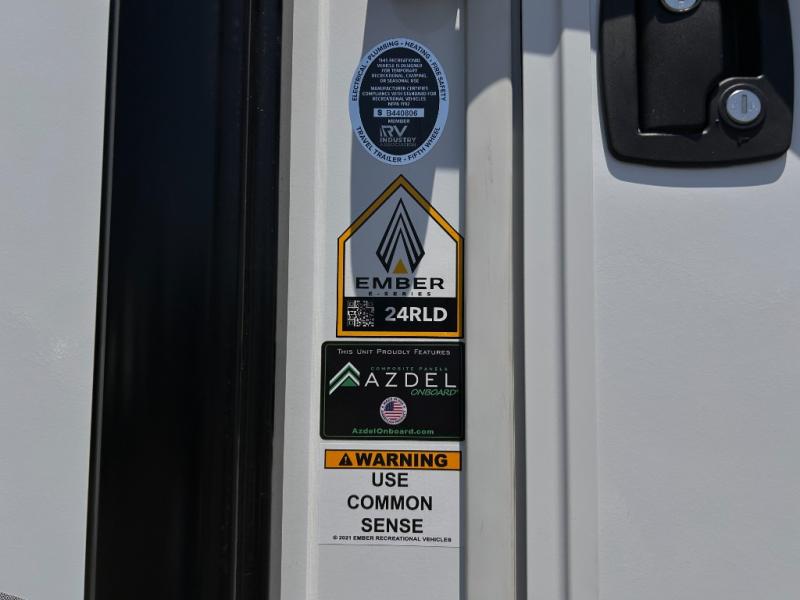 ELECTRICAL - PLUMBING - HEATING - FIRE SAFETY
THIS RECREATIONAL
VEHICLE IS DESIGNED
FOR TEMPORARY
RECREATIONAL, CAMPING,
OR SEASONAL USE
MANUFACTURER CERTIFIES
COMPLIANCE WITH STANDARD FOR
RECREATIONAL VEHICLES
NFPA 1192
S B440806
MEMBER
RV
INDUSTRY
ASSOCIATION
TRAVEL TRAILER - FIFTH WHEEL
EMBER
E-SERIES
24RLD
THIS UNIT PROUDLY FEATURES
COMPOSITE PANELS
AZDEL
ONBOARD®
AzdelOnboard.com
WARNING
USE
COMMON
SENSE
© 2021 EMBER RECREATIONAL VEHICLES